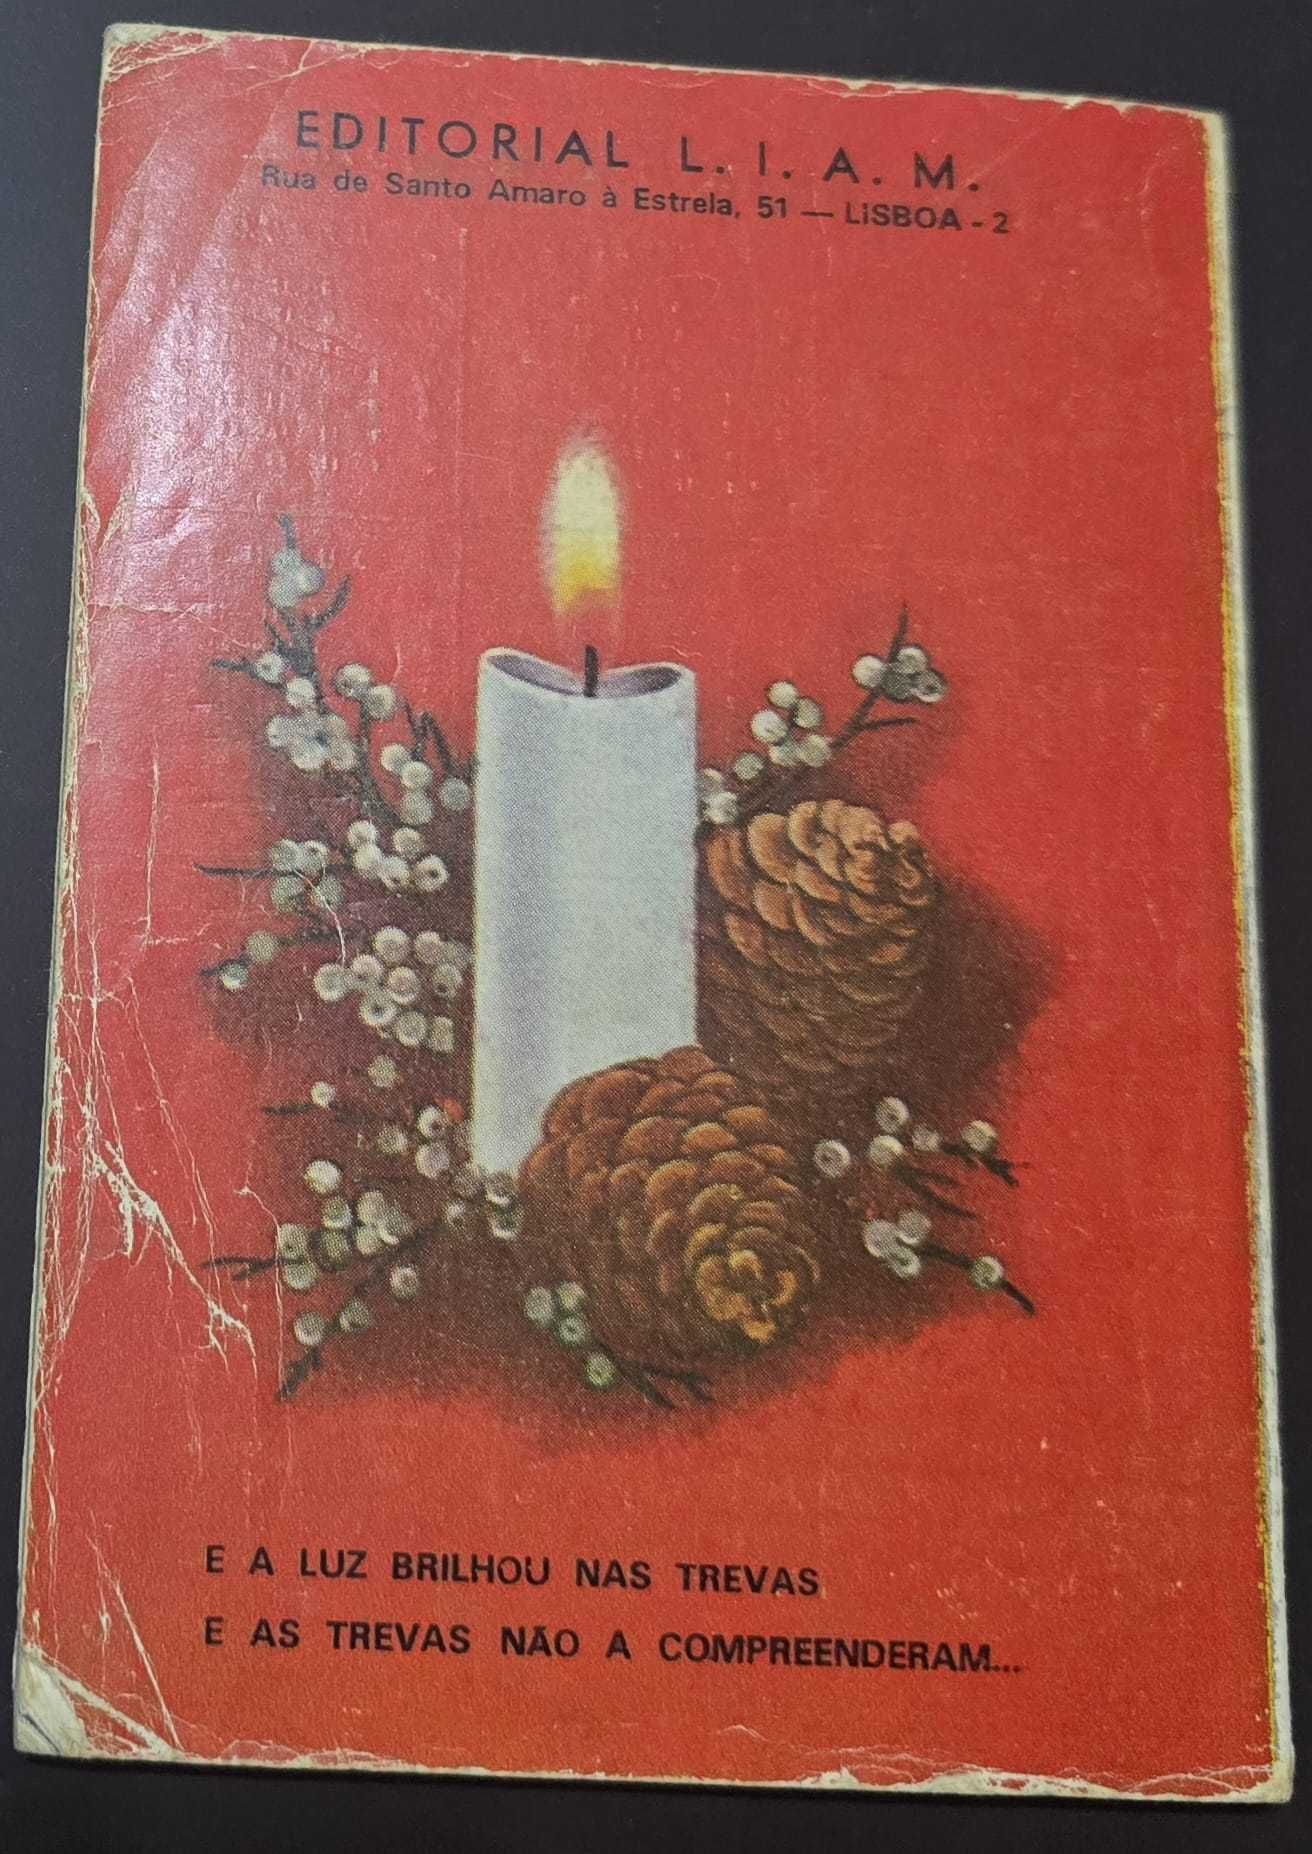 EDITORIAL L. I. A. M.
Rua de Santo Amaro à Estrela, 51 — LISBOA - 2
E A LUZ BRILHOU NAS TREVAS
E AS TREVAS NÃO A COMPREENDERAM...